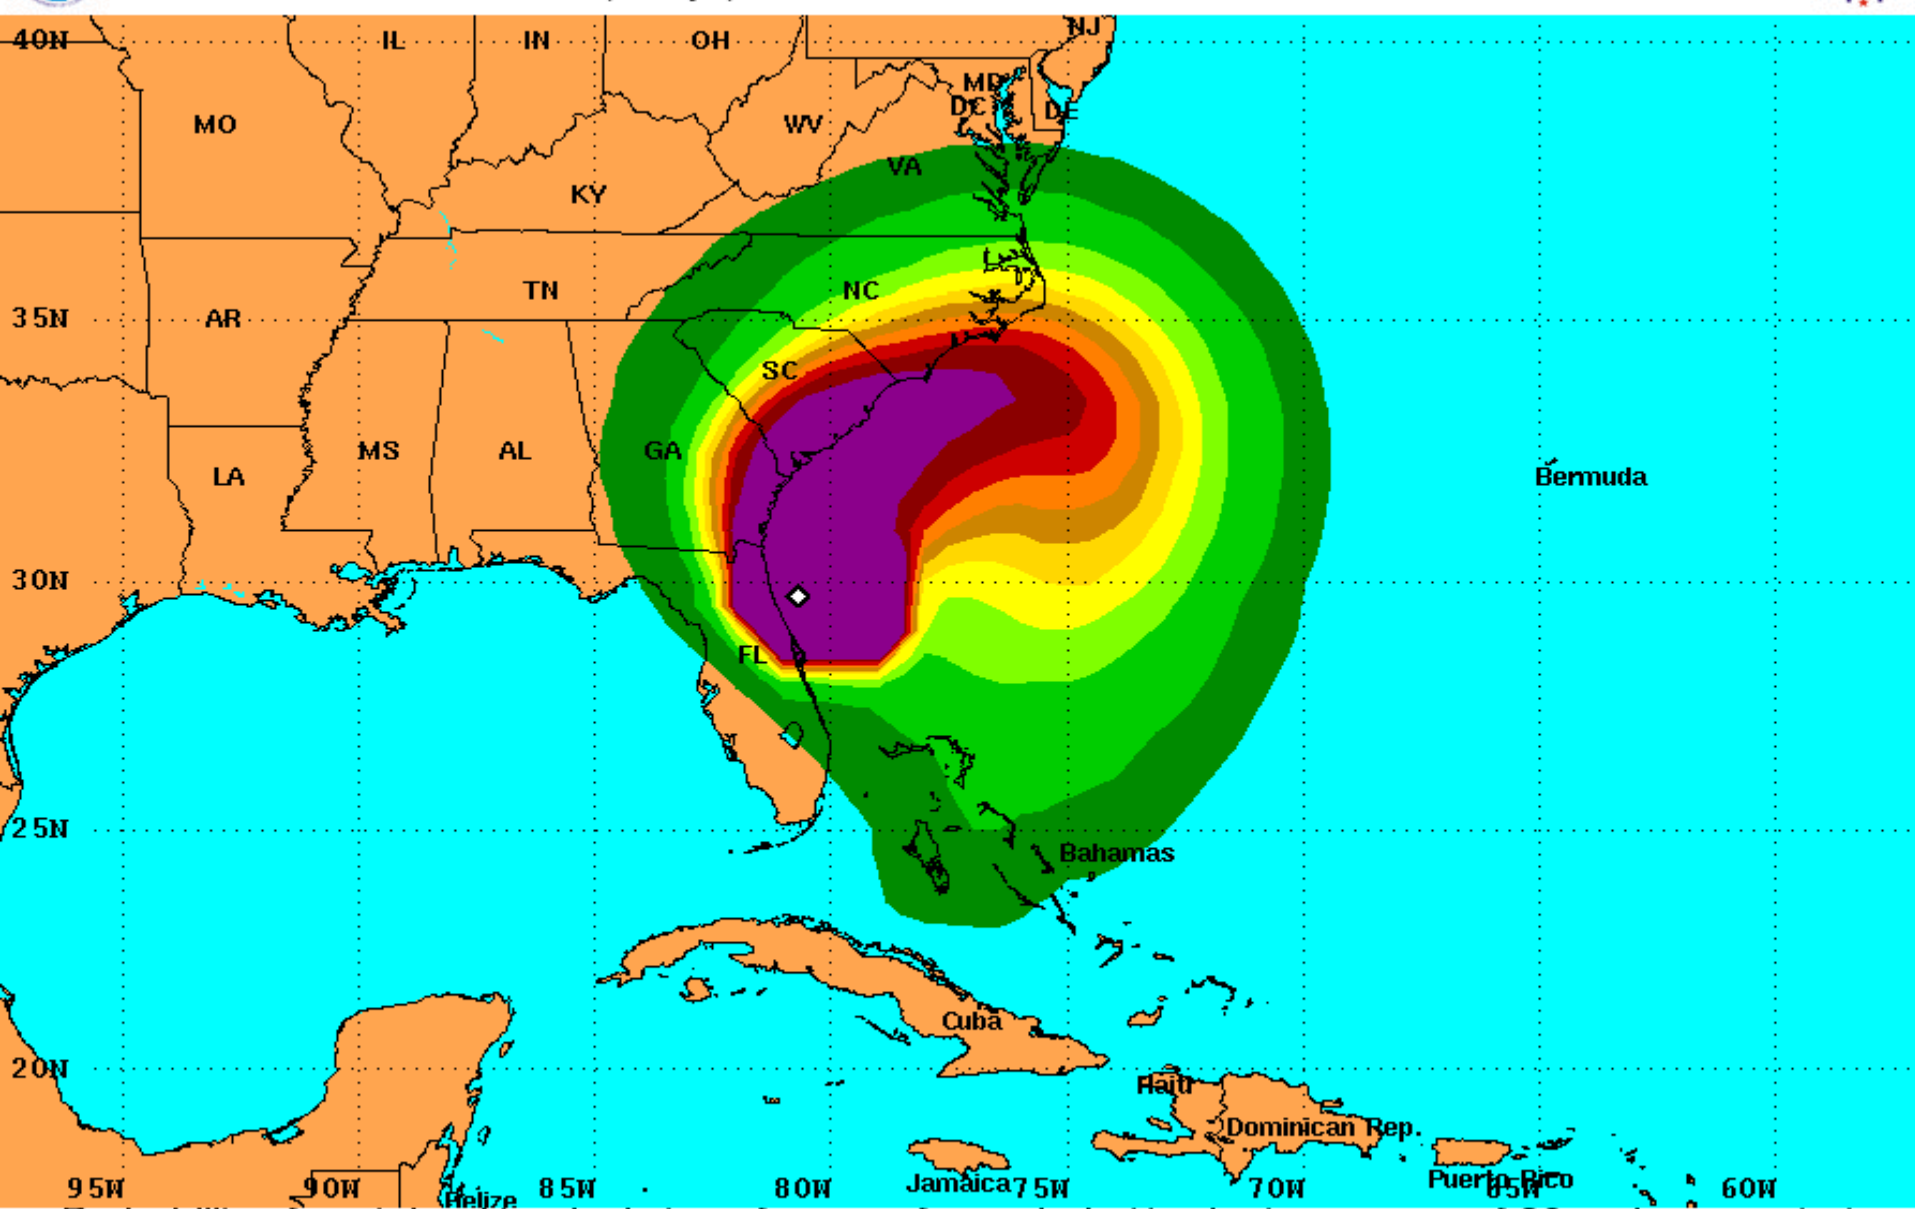 NJ
40N IL IN OH
MD
DC DE
MO WV
VA
KY
TN NC
35N AR
SC
MS AL GA
LA Bermuda
30N
FL
25N
Bahamas
Cuba
20N
Haiti
Dominican Rep.
Puerto Rico
95W 90W 85W 80W Jamaica 75W 70W 65W 60W
Belize